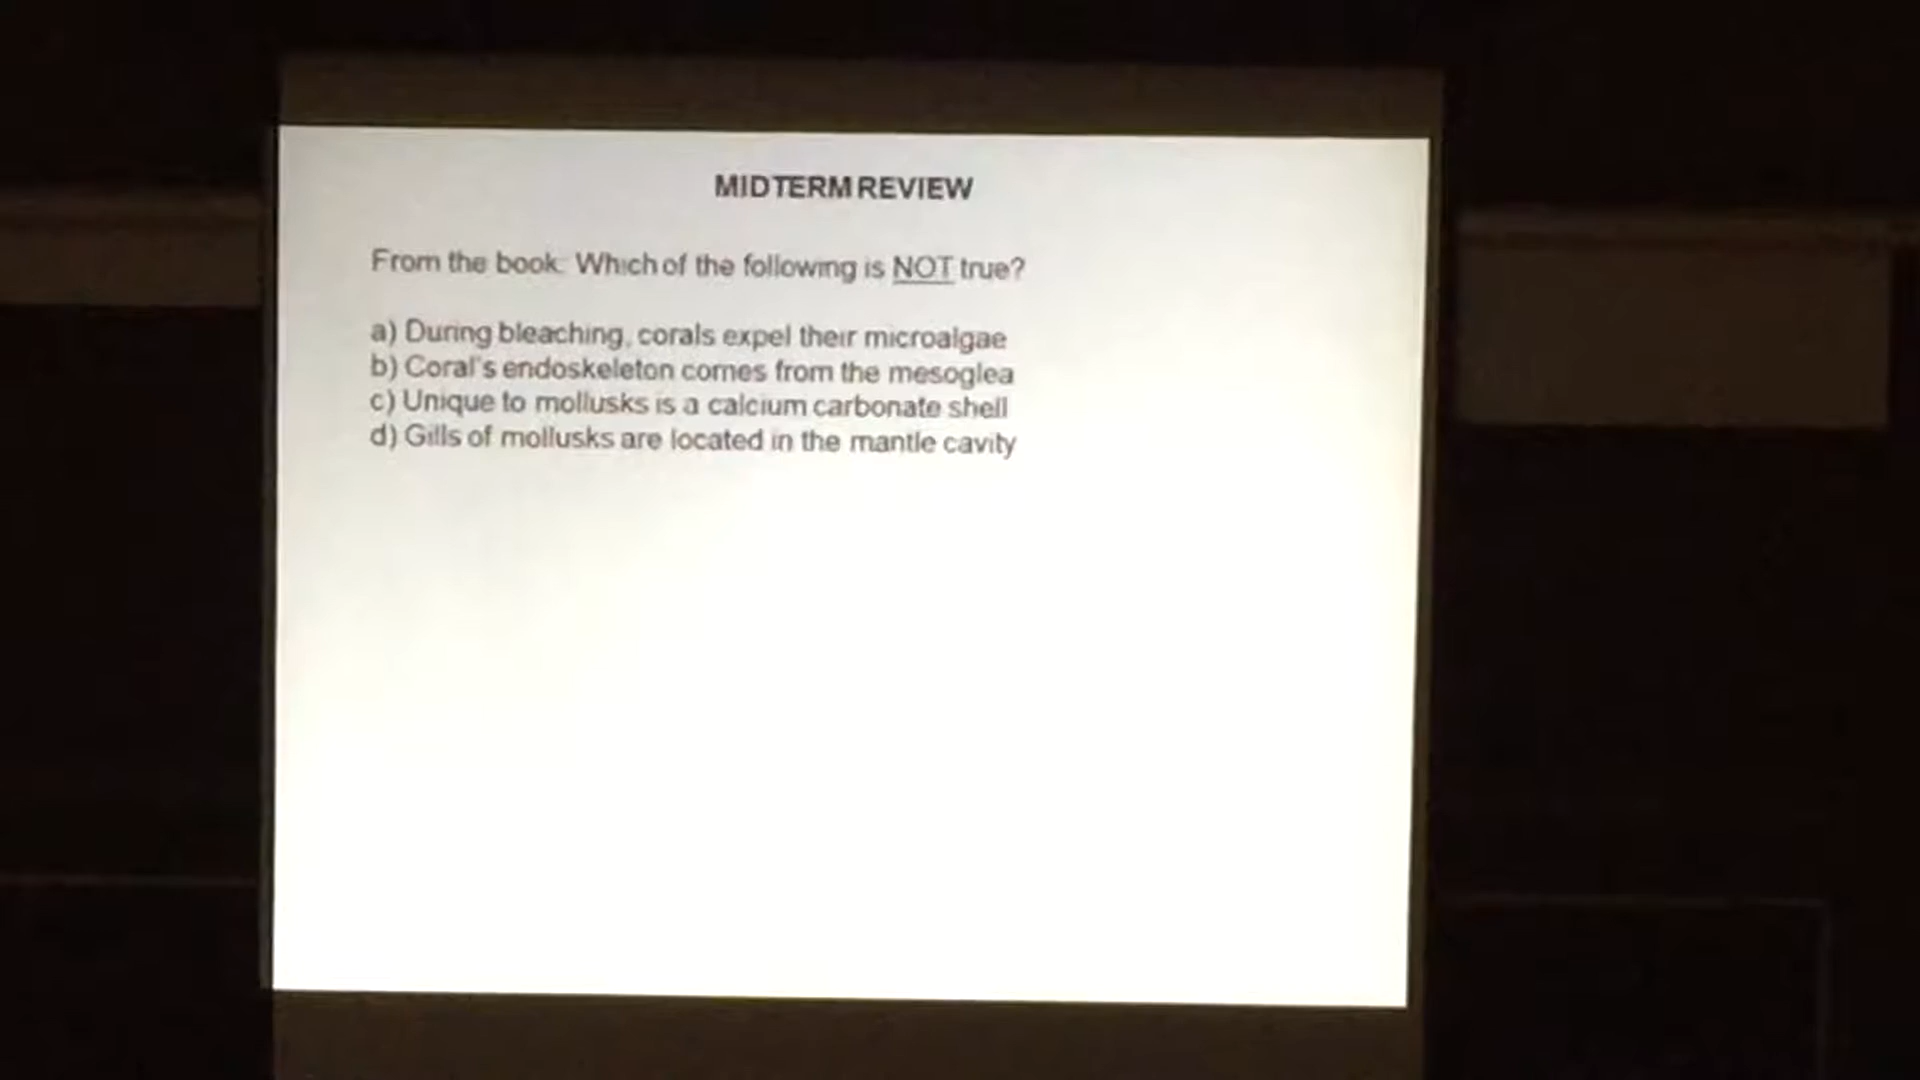 MIDTERM REVIEW
From the book: Which of the following is NOT true?
a) During bleaching, corals expel their microalgae
b) Coral's endoskeleton comes from the mesoglea
c) Unique to mollusks is a calcium carbonate shell
d) Gills of mollusks are located in the mantle cavity